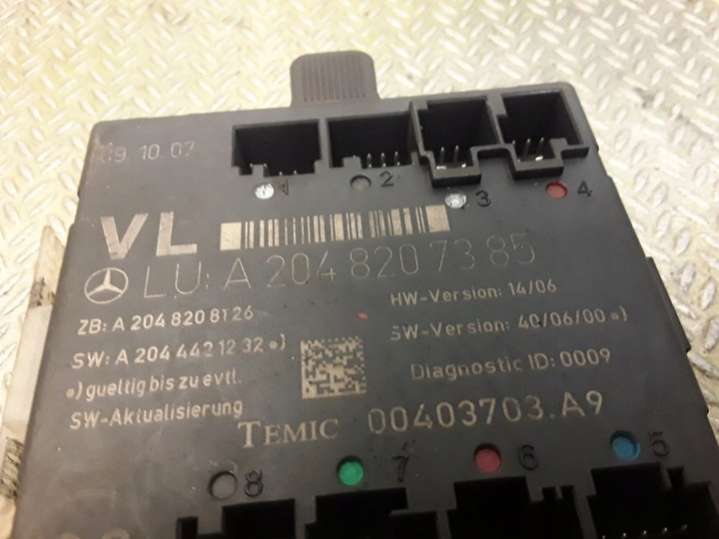 09.10.07
1 2 3 4
VL
LU: A 204 820 73 85
ZB: A 204 820 81 26
HW-Version: 14/06
SW: A 204 442 12 32 *)
SW-Version: 40/06/00 *)
*) gueltig bis zu evtl.
SW-Aktualisierung
Diagnostic ID: 0009
TEMIC 00403703.A9
8 7 6 5